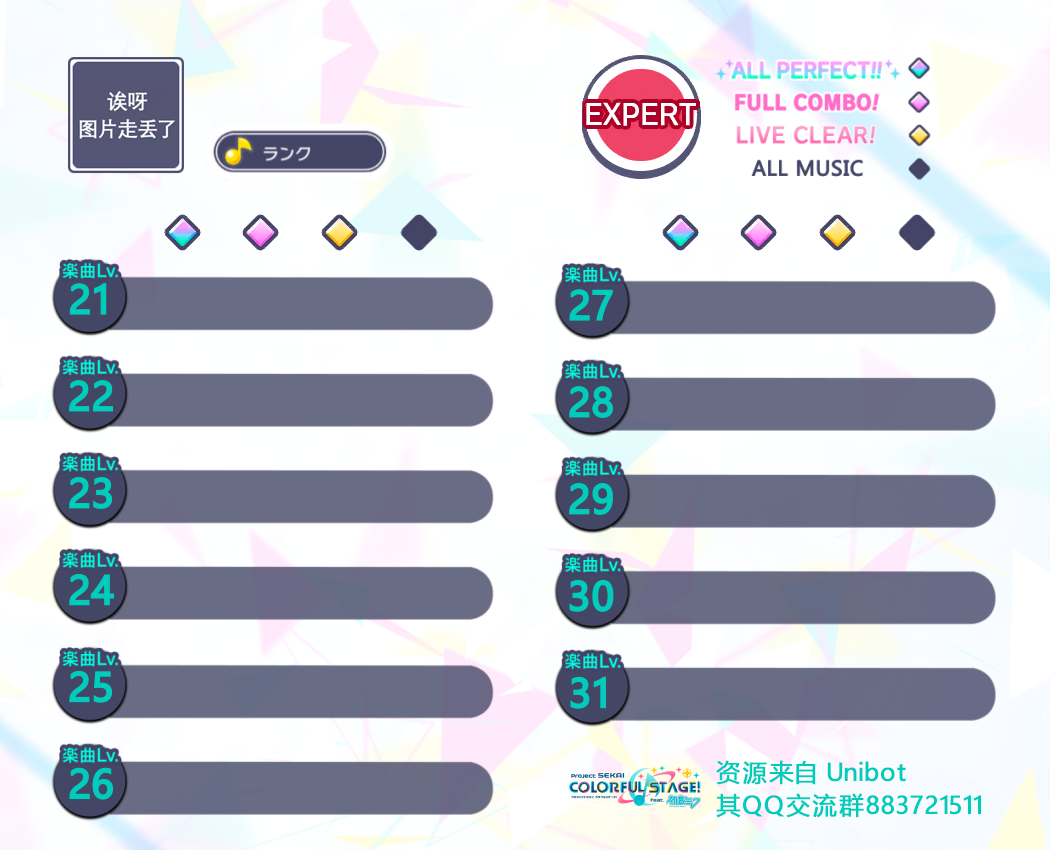 诶呀
图片走丢了
ランク
EXPERT
ALL PERFECT!!
FULL COMBO!
LIVE CLEAR!
ALL MUSIC
楽曲Lv.
21
楽曲Lv.
22
楽曲Lv.
23
楽曲Lv.
24
楽曲Lv.
25
楽曲Lv.
26
楽曲Lv.
27
楽曲Lv.
28
楽曲Lv.
29
楽曲Lv.
30
楽曲Lv.
31
Project SEKAI
COLORFUL STAGE!
feat. 初音ミク
资源来自 Unibot
其QQ交流群883721511